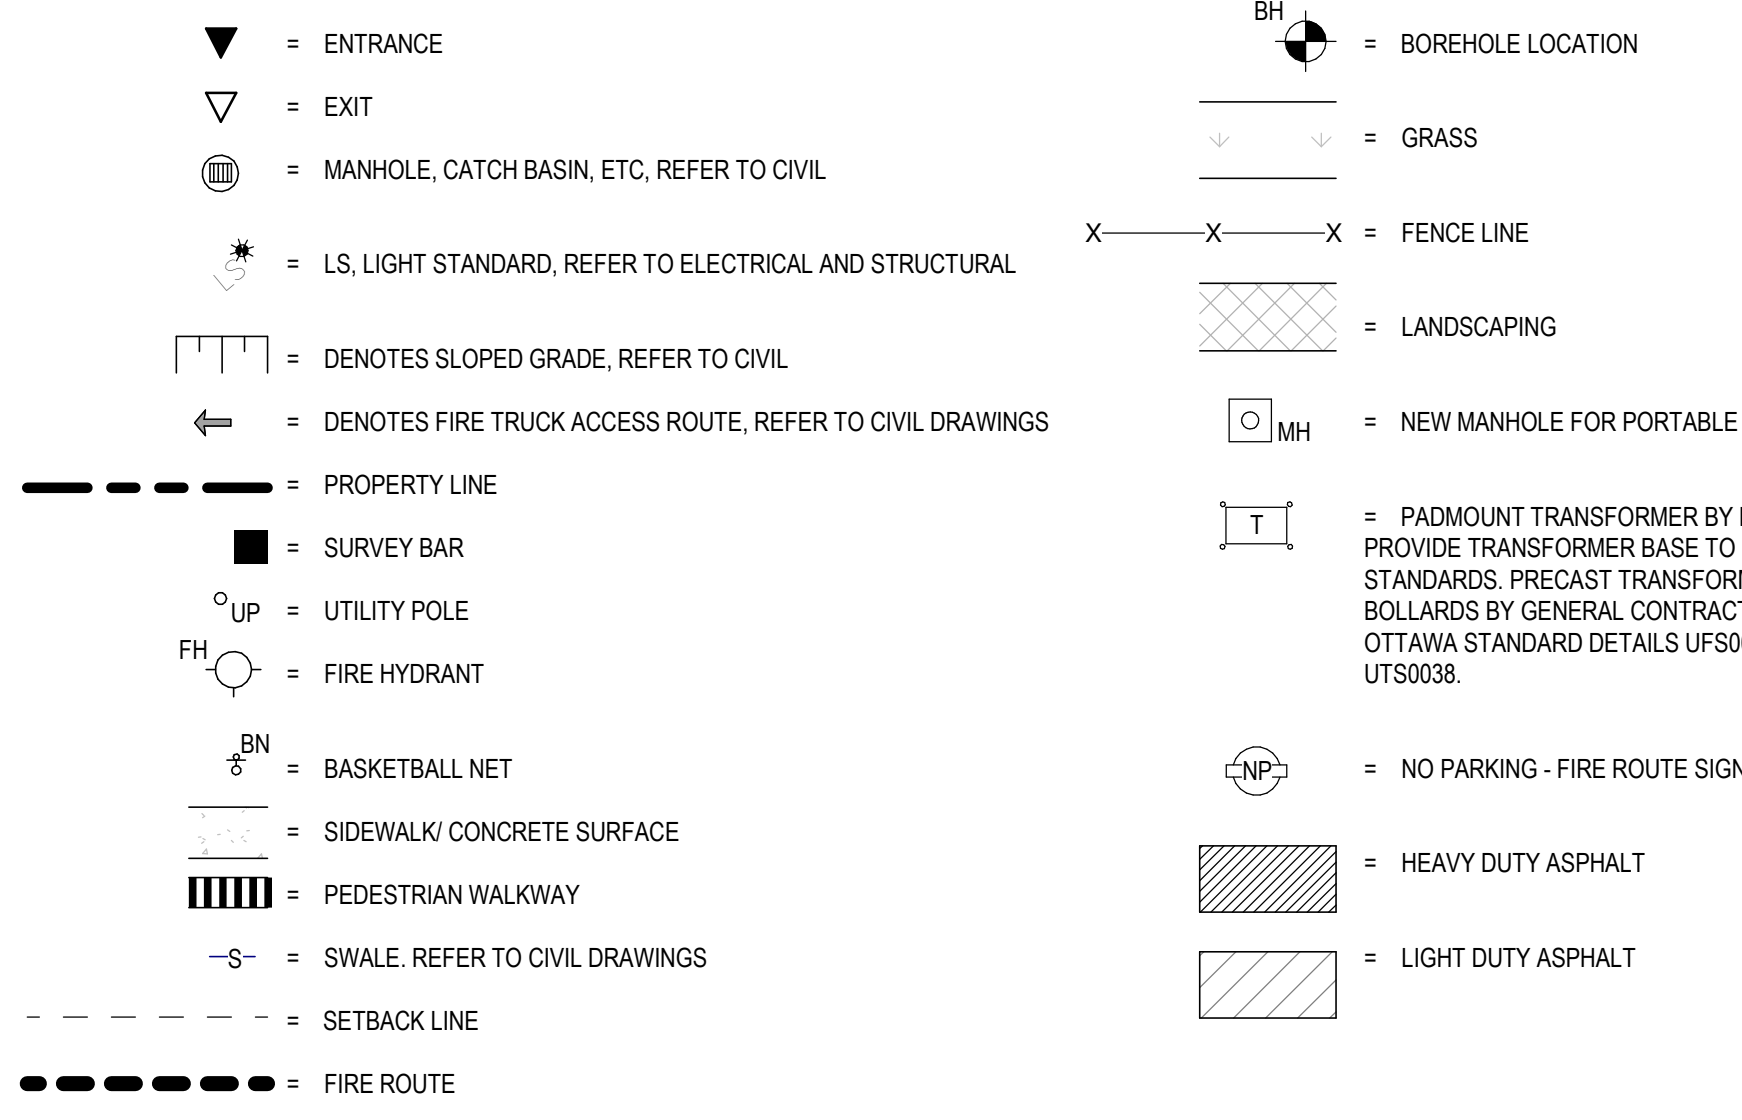 = ENTRANCE
= EXIT
= MANHOLE, CATCH BASIN, ETC, REFER TO CIVIL
LS
= LS, LIGHT STANDARD, REFER TO ELECTRICAL AND STRUCTURAL
= DENOTES SLOPED GRADE, REFER TO CIVIL
= DENOTES FIRE TRUCK ACCESS ROUTE, REFER TO CIVIL DRAWINGS
= PROPERTY LINE
= SURVEY BAR
UP = UTILITY POLE
FH
= FIRE HYDRANT
BN
= BASKETBALL NET
= SIDEWALK/ CONCRETE SURFACE
= PEDESTRIAN WALKWAY
S = SWALE. REFER TO CIVIL DRAWINGS
= SETBACK LINE
= FIRE ROUTE
BH
= BOREHOLE LOCATION
= GRASS
X X X = FENCE LINE
= LANDSCAPING
MH = NEW MANHOLE FOR PORTABLE
T
= PADMOUNT TRANSFORMER BY
PROVIDE TRANSFORMER BASE TO
STANDARDS. PRECAST
BOLLARDS BY GENERAL
OTTAWA STANDARD DETAILS
UTS0038.
NP = NO PARKING - FIRE ROUTE SIGN
= HEAVY DUTY ASPHALT
= LIGHT DUTY ASPHALT